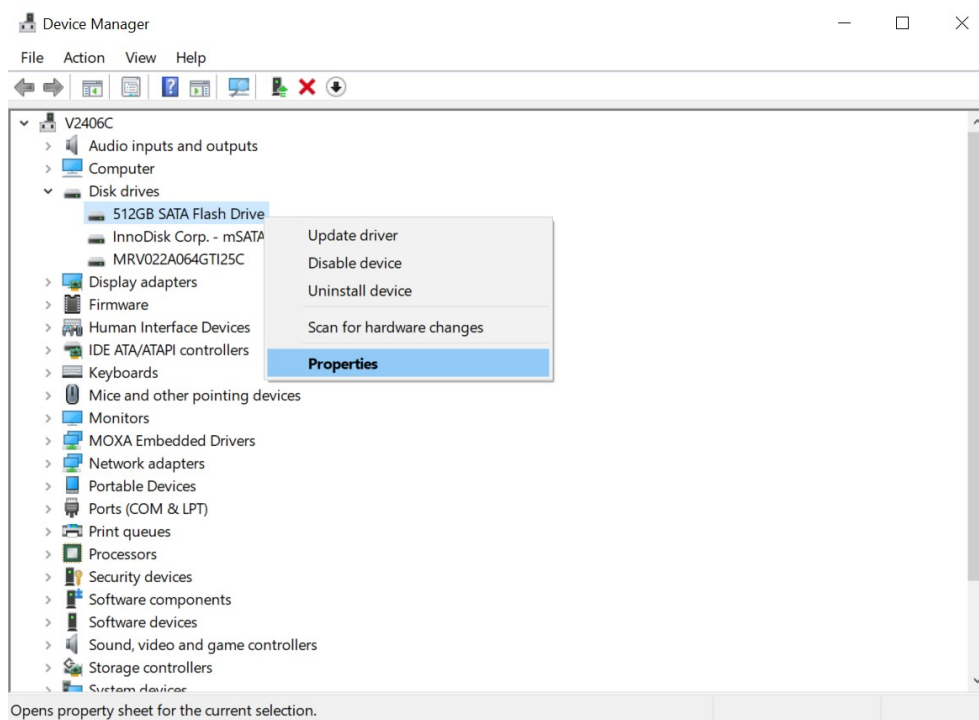 Device Manager
File Action View Help
V2406C
Audio inputs and outputs
Computer
Disk drives
512GB SATA Flash Drive
InnoDisk Corp. - mSATA
MRV022A064GTI25C
Display adapters
Firmware
Human Interface Devices
IDE ATA/ATAPI controllers
Keyboards
Mice and other pointing devices
Monitors
MOXA Embedded Drivers
Network adapters
Portable Devices
Ports (COM & LPT)
Print queues
Processors
Security devices
Software components
Software devices
Sound, video and game controllers
Storage controllers
System devices
Update driver
Disable device
Uninstall device
Scan for hardware changes
Properties
Opens property sheet for the current selection.